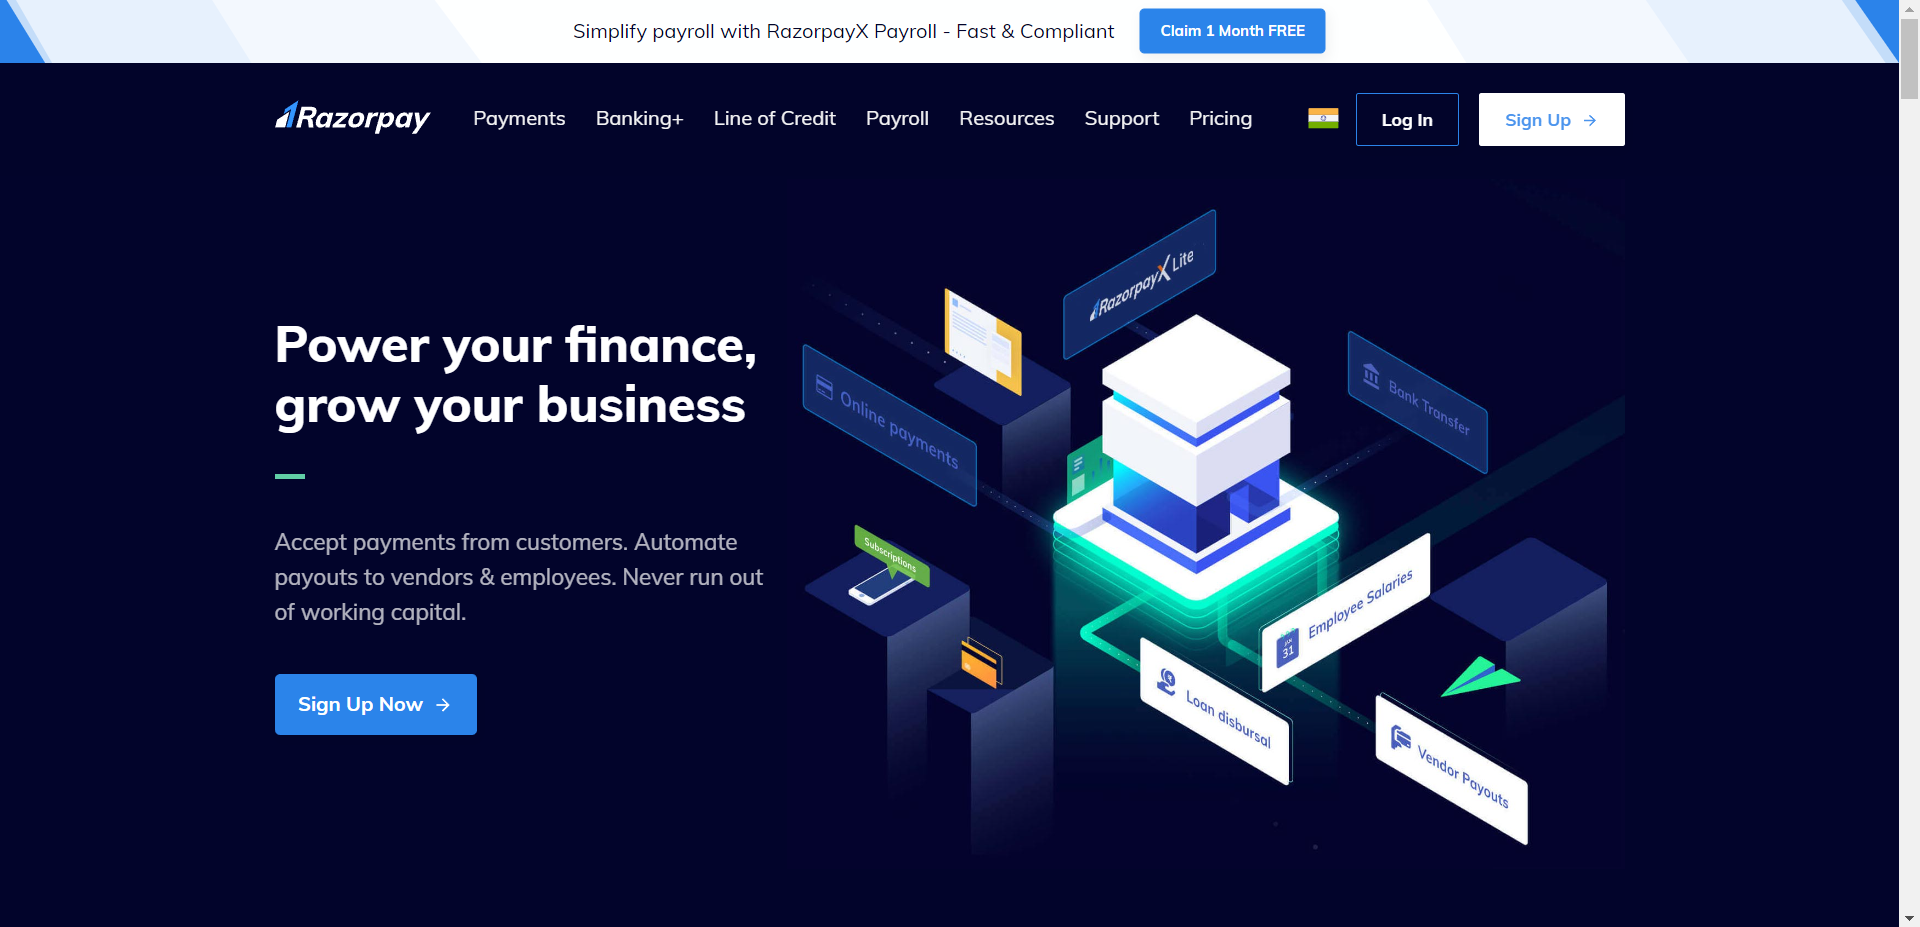 Simplify payroll with RazorpayX Payroll - Fast & Compliant
Claim 1 Month FREE
Razorpay
Payments
Banking+
Line of Credit
Payroll
Resources
Support
Pricing
Log In
Sign Up
Power your finance,
grow your business
Accept payments from customers. Automate
payouts to vendors & employees. Never run out
of working capital.
Sign Up Now
RazorpayX Lite
Online payments
Bank Transfer
Subscriptions
JAN
31
Employee Salaries
Loan disbursal
Vendor Payouts